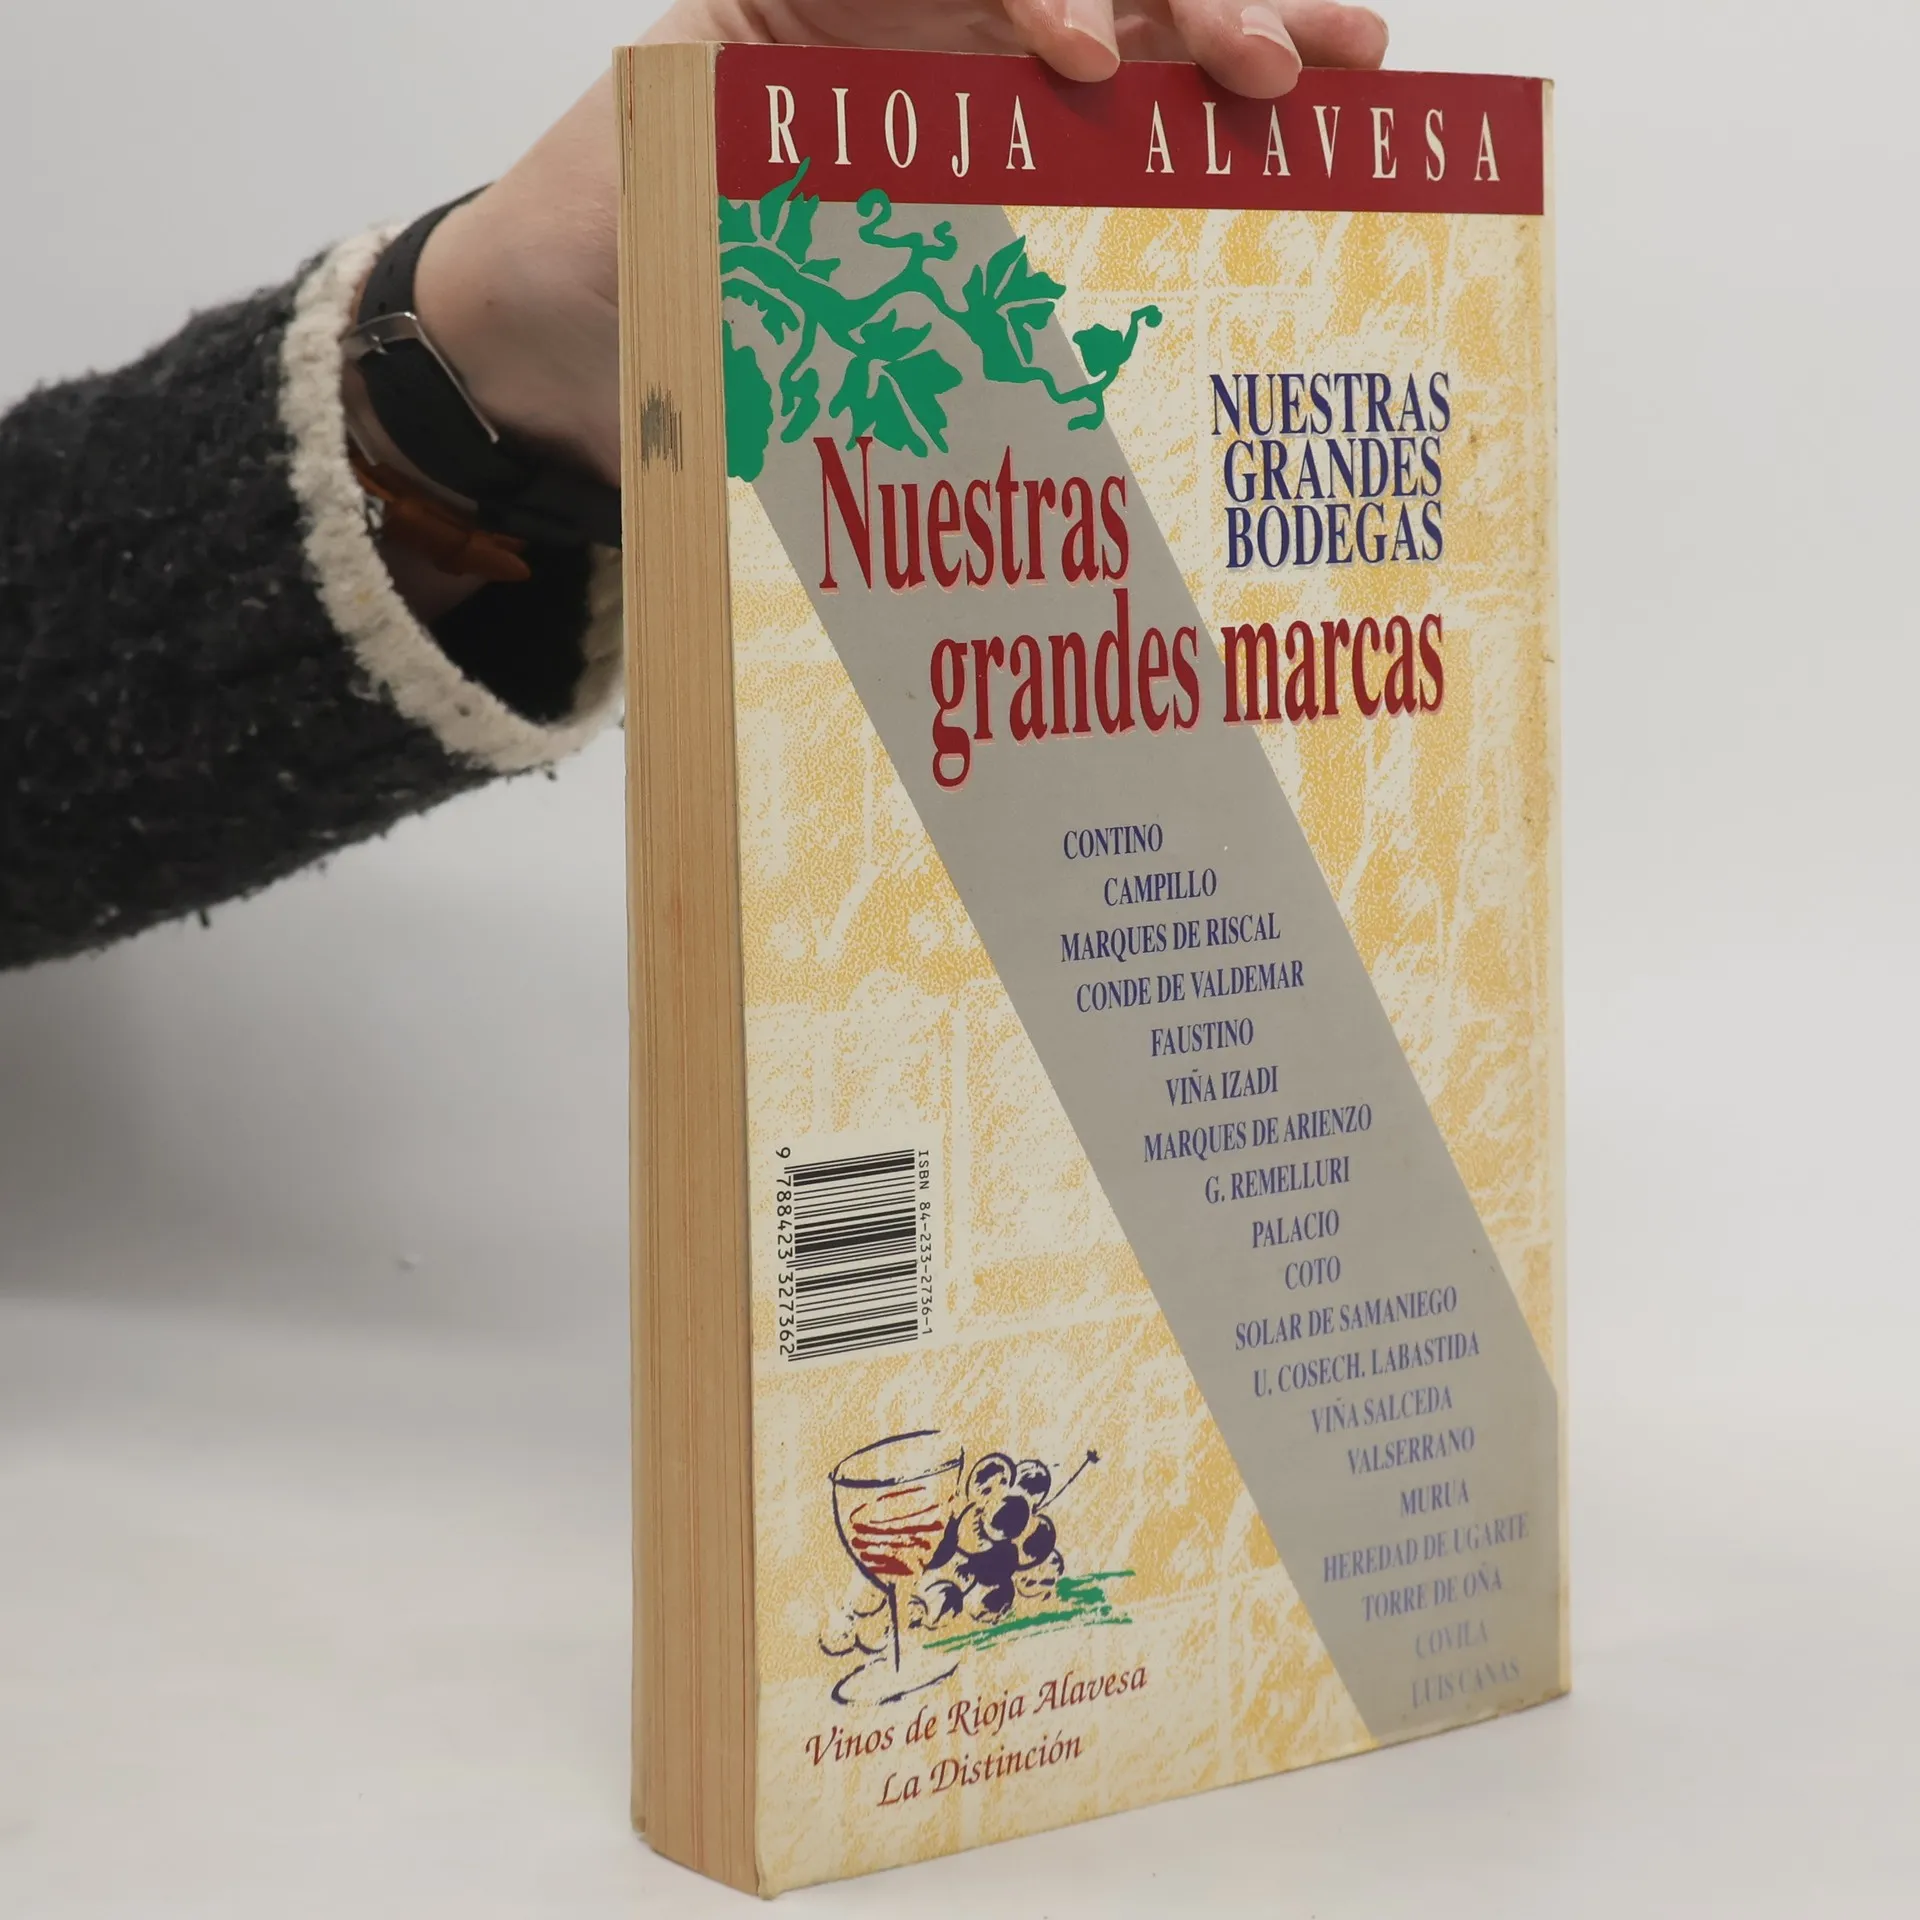 RIOJA ALAVESA
NUESTRAS
GRANDES
BODEGAS
Nuestras
grandes marcas
CONTINO
CAMPILLO
MARQUES DE RISCAL
CONDE DE VALDEMAR
FAUSTINO
VIÑA IZADI
MARQUES DE ARIENZO
G. REMELLURI
PALACIO
COTO
SOLAR DE SAMANIEGO
U. COSECH. LABASTIDA
VIÑA SALCEDA
VALSERRANO
MURUA
HEREDAD DE UGARTE
TORRE DE OÑA
COVILA
LUIS CANAS
ISBN 84-233-2736-1
9 788423 327362
Vinos de Rioja Alavesa
La Distinción